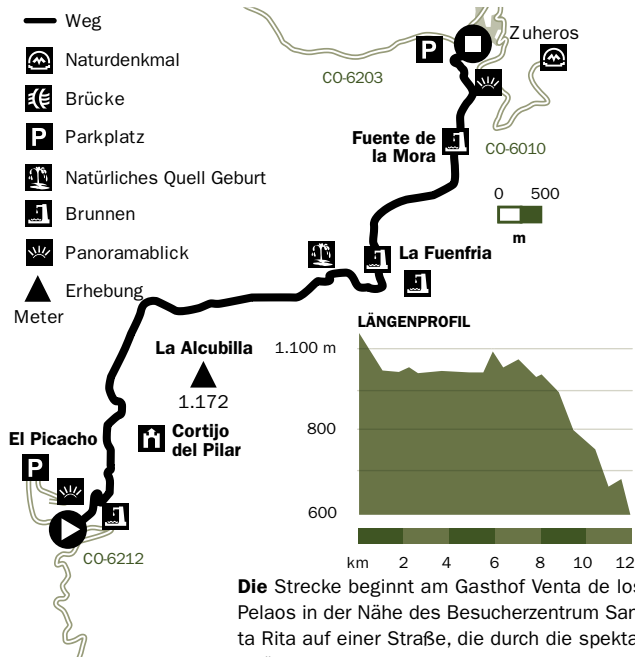 Weg
Naturdenkmal
Brücke
Parkplatz
Natürliches Quell Geburt
Brunnen
Panoramablick
Erhebung
Meter
Zuheros
P
CO-6203
CO-6010
Fuente de
la Mora
0 500
m
La Fuenfria
La Alcubilla
1.172
Cortijo
del Pilar
El Picacho
P
CO-6212
LÄNGENPROFIL
1.100 m
800
600
km 2 4 6 8 10 12
Die Strecke beginnt am Gasthof Venta de los
Pelaos in der Nähe des Besucherzentrum San-
ta Rita auf einer Straße, die durch die spekta-